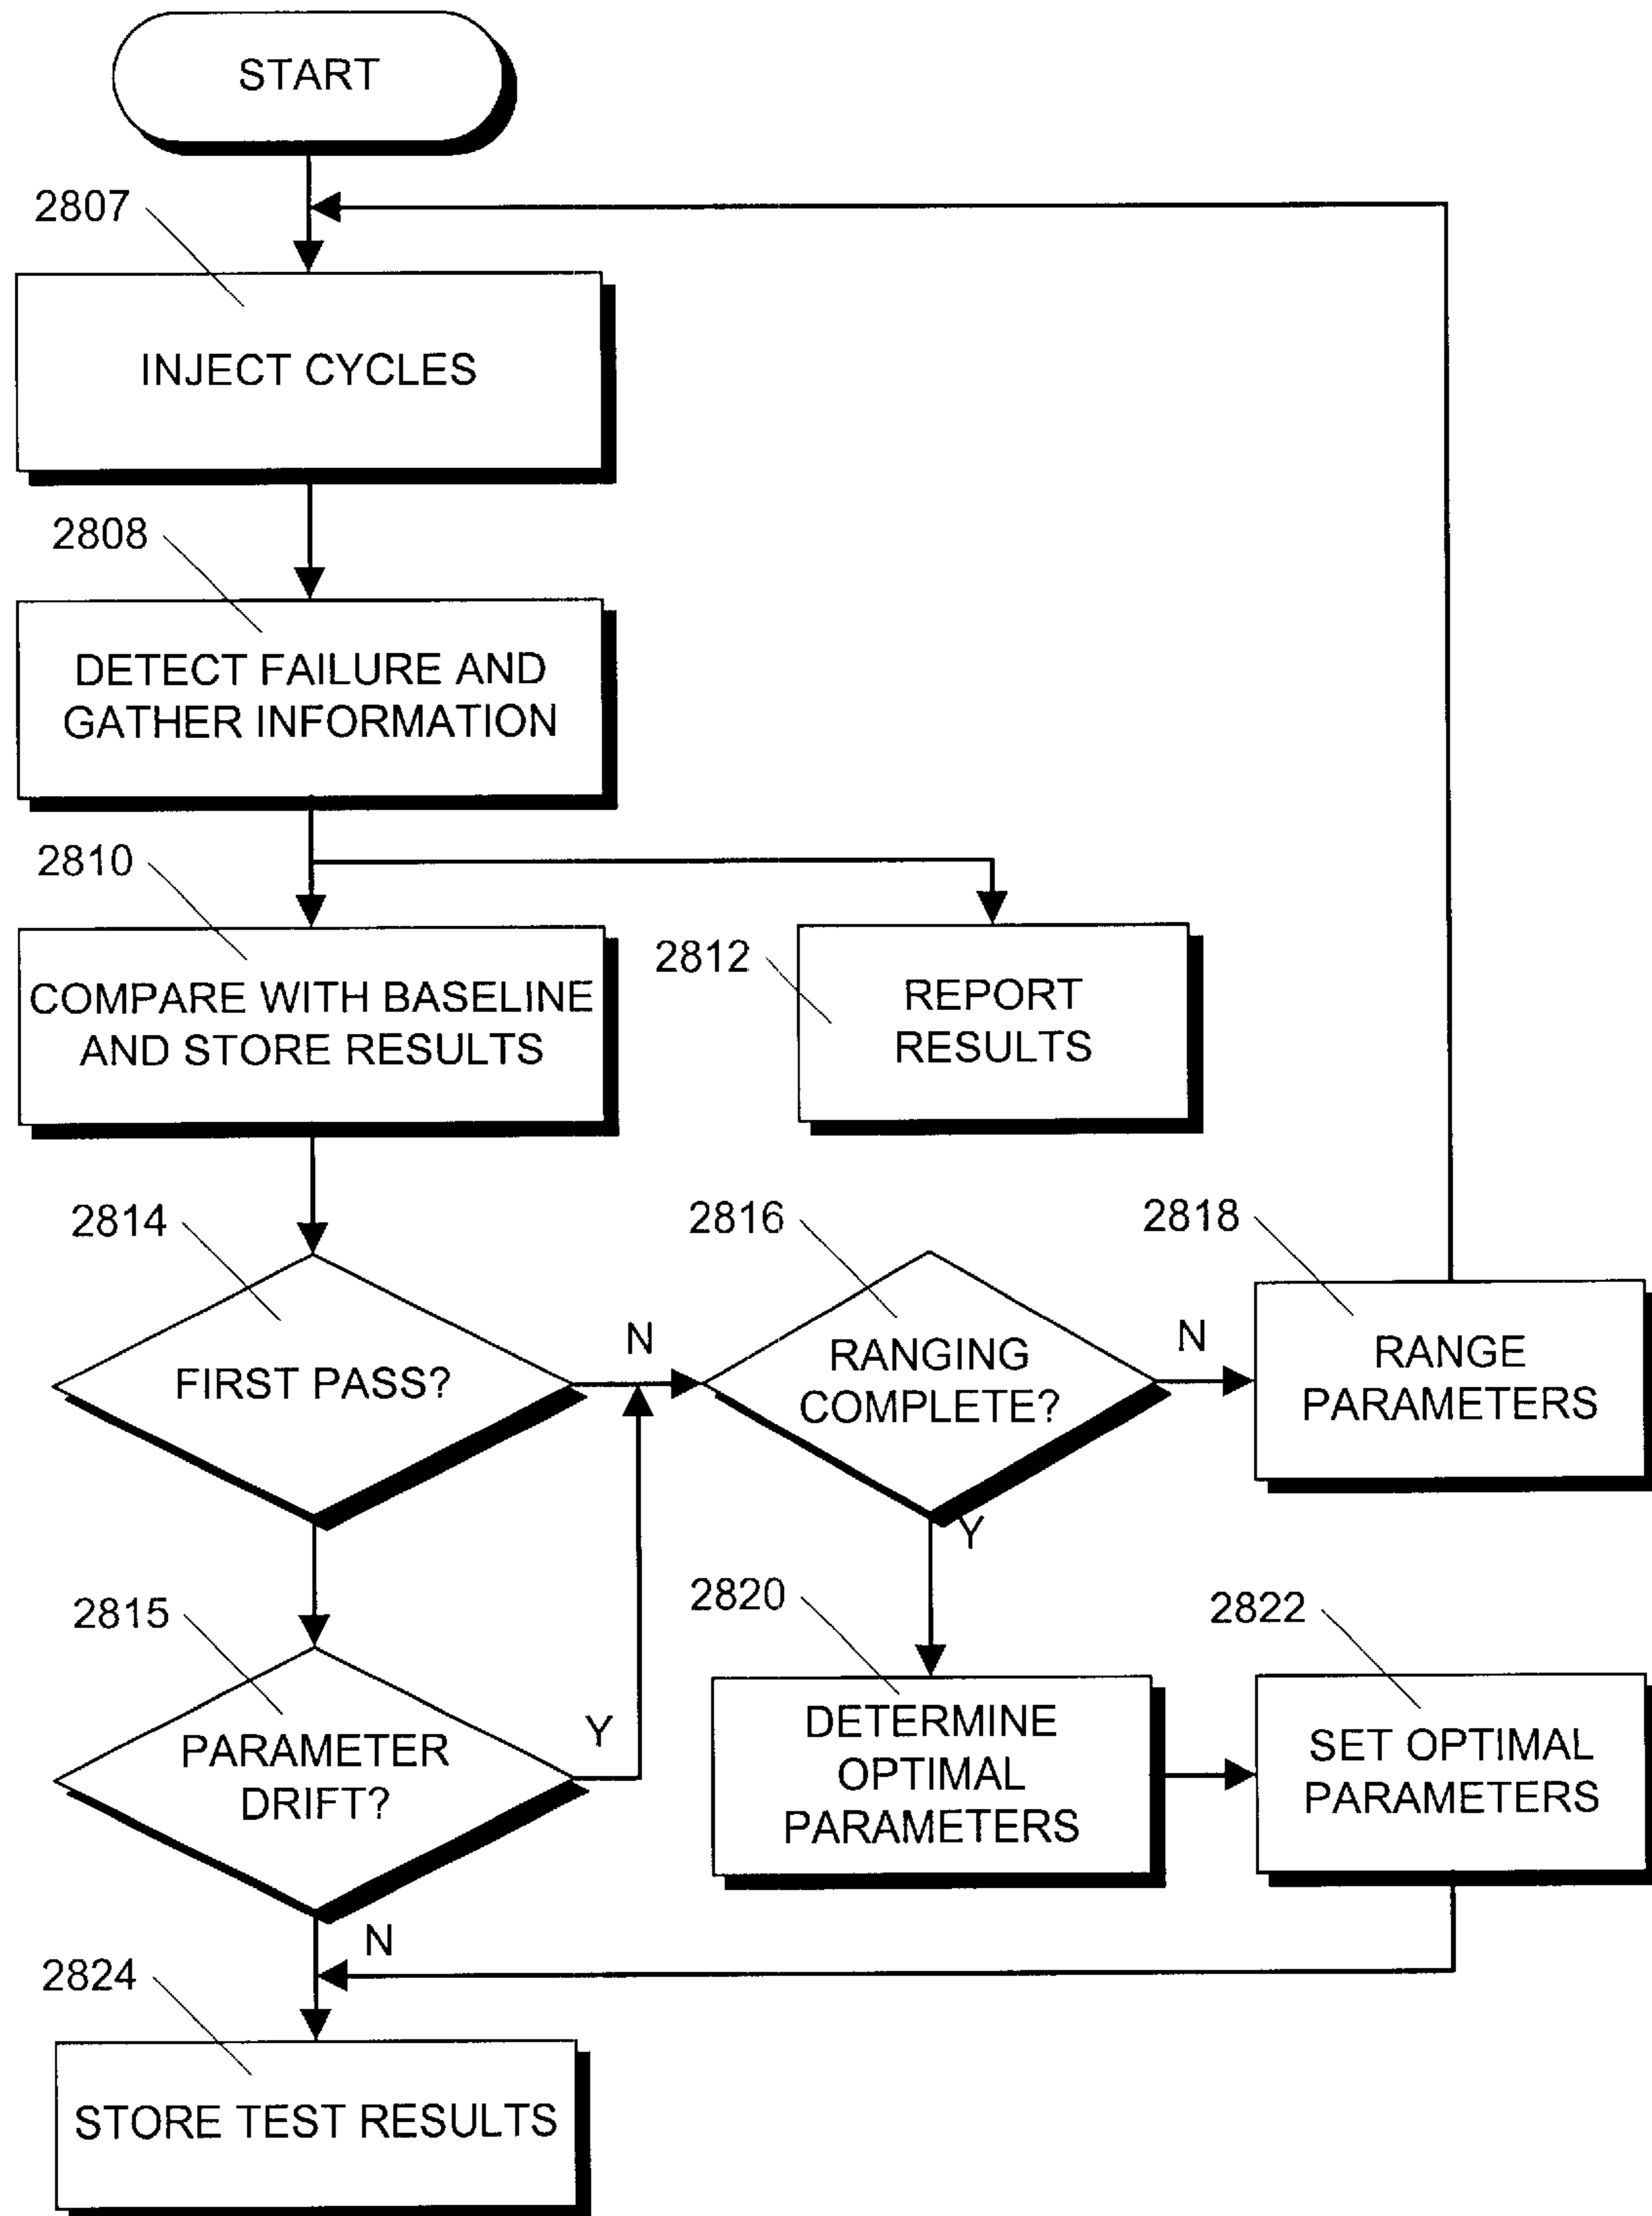 START
2807
INJECT CYCLES
2808
DETECT FAILURE AND
GATHER INFORMATION
2810
COMPARE WITH BASELINE
AND STORE RESULTS
2812
REPORT
RESULTS
2814
FIRST PASS?
N
2816
RANGING
COMPLETE?
N
Y
2818
RANGE
PARAMETERS
2815
PARAMETER
DRIFT?
Y
N
2820
DETERMINE
OPTIMAL
PARAMETERS
2822
SET OPTIMAL
PARAMETERS
2824
STORE TEST RESULTS